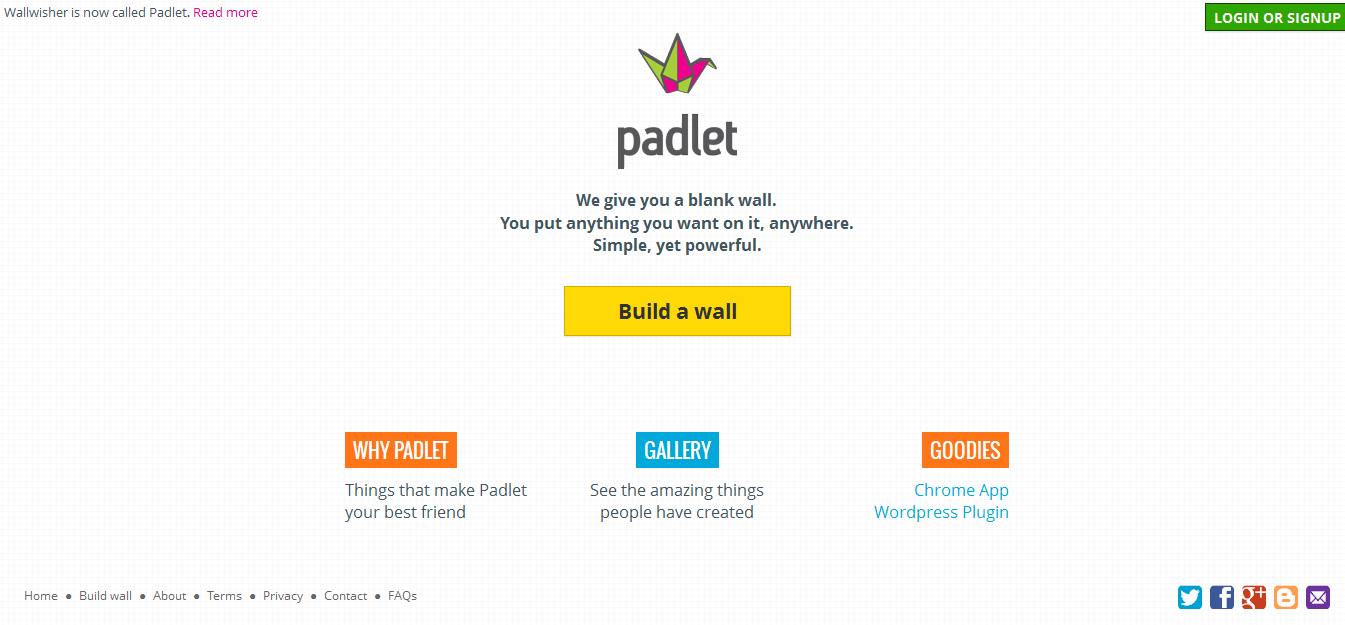 Wallwisher is now called Padlet. Read more
LOGIN OR SIGNUP
padlet
We give you a blank wall.
You put anything you want on it, anywhere.
Simple, yet powerful.
Build a wall
WHY PADLET
Things that make Padlet
your best friend
GALLERY
See the amazing things
people have created
GOODIES
Chrome App
Wordpress Plugin
Home ● Build wall ● About ● Terms ● Privacy ● Contact ● FAQs